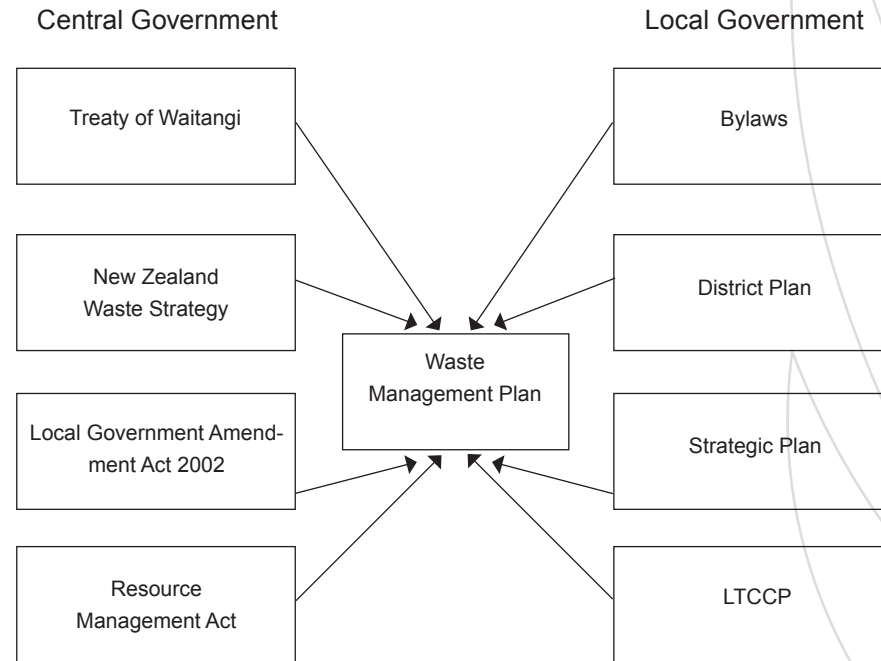 Central Government
Local Government
Treaty of Waitangi
Bylaws
New Zealand
Waste Strategy
District Plan
Waste
Management Plan
Local Government Amend-
ment Act 2002
Strategic Plan
Resource
Management Act
LTCCP